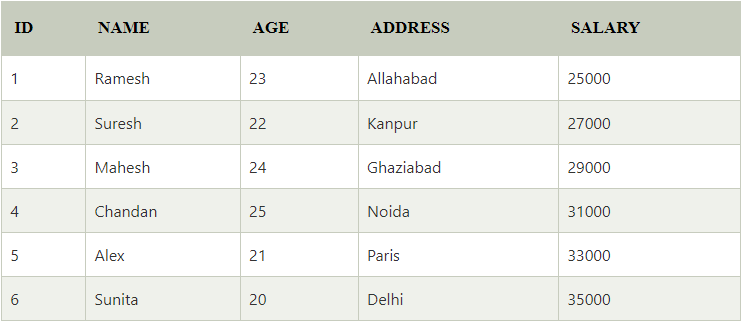 ID NAME AGE ADDRESS SALARY
1 Ramesh 23 Allahabad 25000
2 Suresh 22 Kanpur 27000
3 Mahesh 24 Ghaziabad 29000
4 Chandan 25 Noida 31000
5 Alex 21 Paris 33000
6 Sunita 20 Delhi 35000